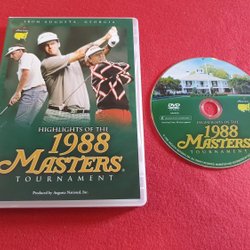 FROM AUGUSTA, GEORGIA
HIGHLIGHTS OF THE
1988
MASTERS
TOURNAMENT
Produced by Augusta National, Inc.
DVD
HIGHLIGHTS OF THE
1988
MASTERS
TOURNAMENT